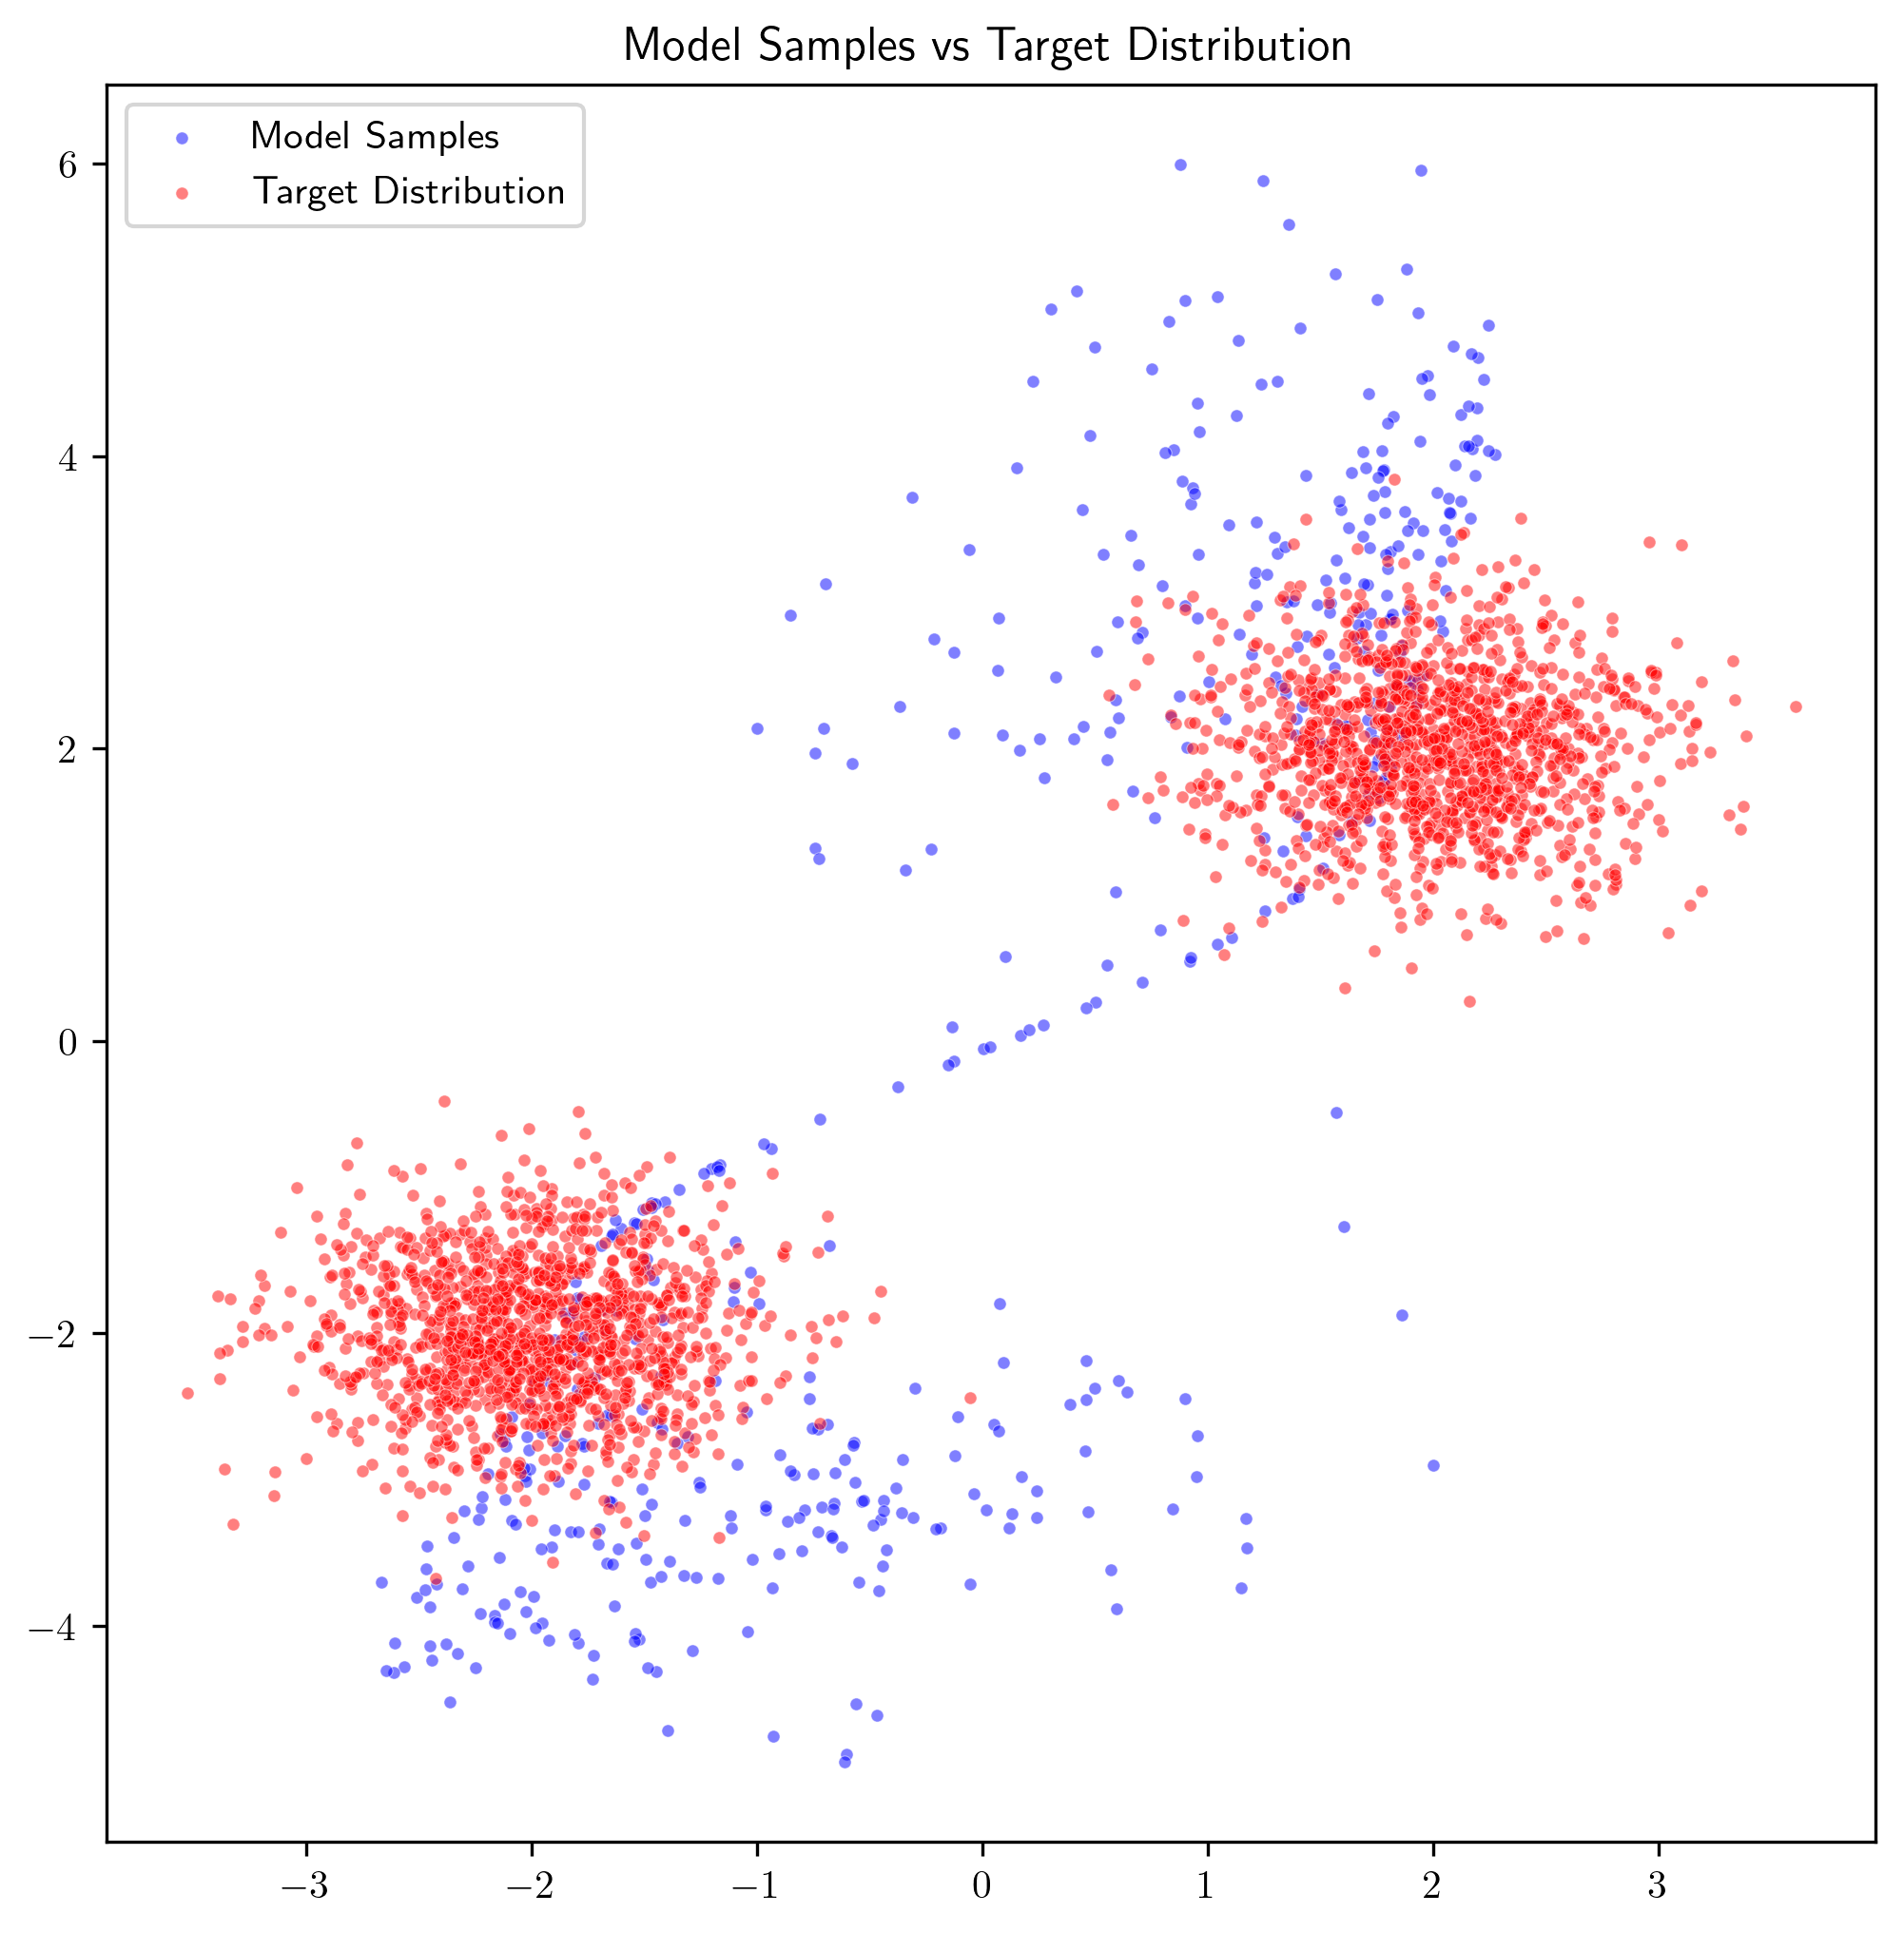 Model Samples vs Target Distribution
Model Samples
Target Distribution
6
4
2
0
−2
−4
−3 −2 −1 0 1 2 3